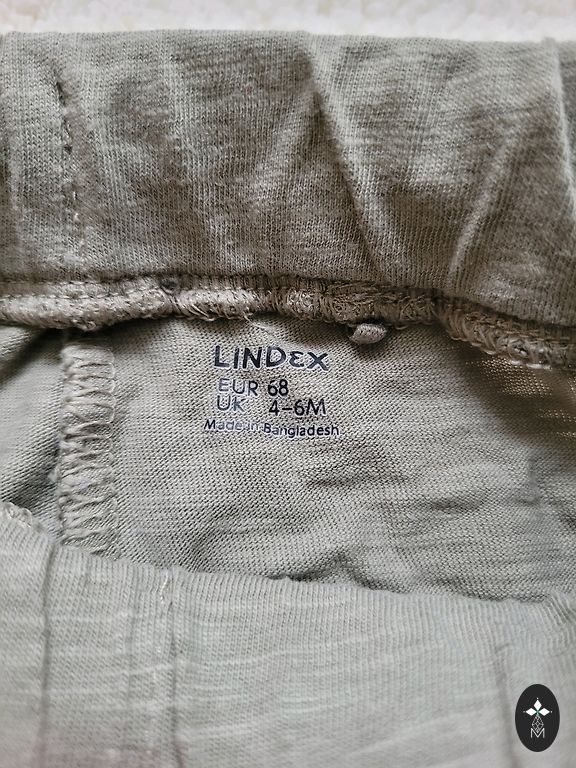 LINDEX
EUR 68
UK 4-6M
Made in Bangladesh
M